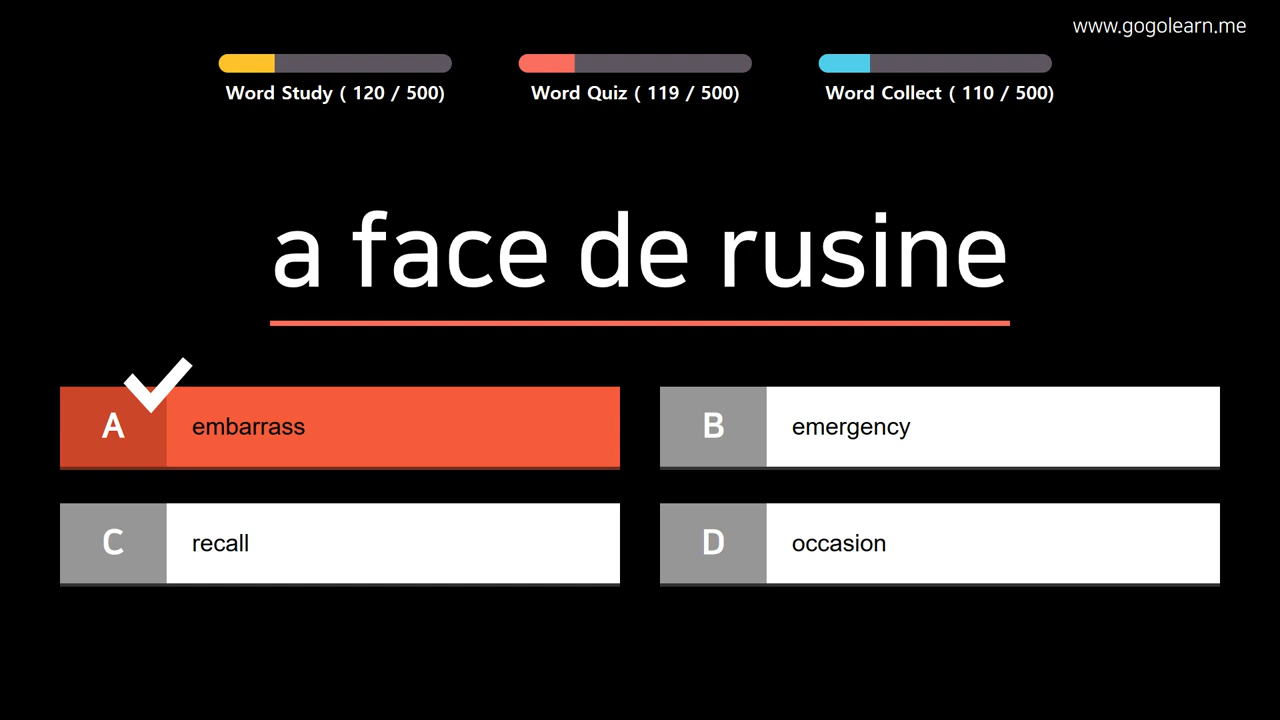 www.gogolearn.me
Word Study ( 120 / 500)
Word Quiz ( 119 / 500)
Word Collect ( 110 / 500)
a face de rusine
A embarrass
B emergency
C recall
D occasion